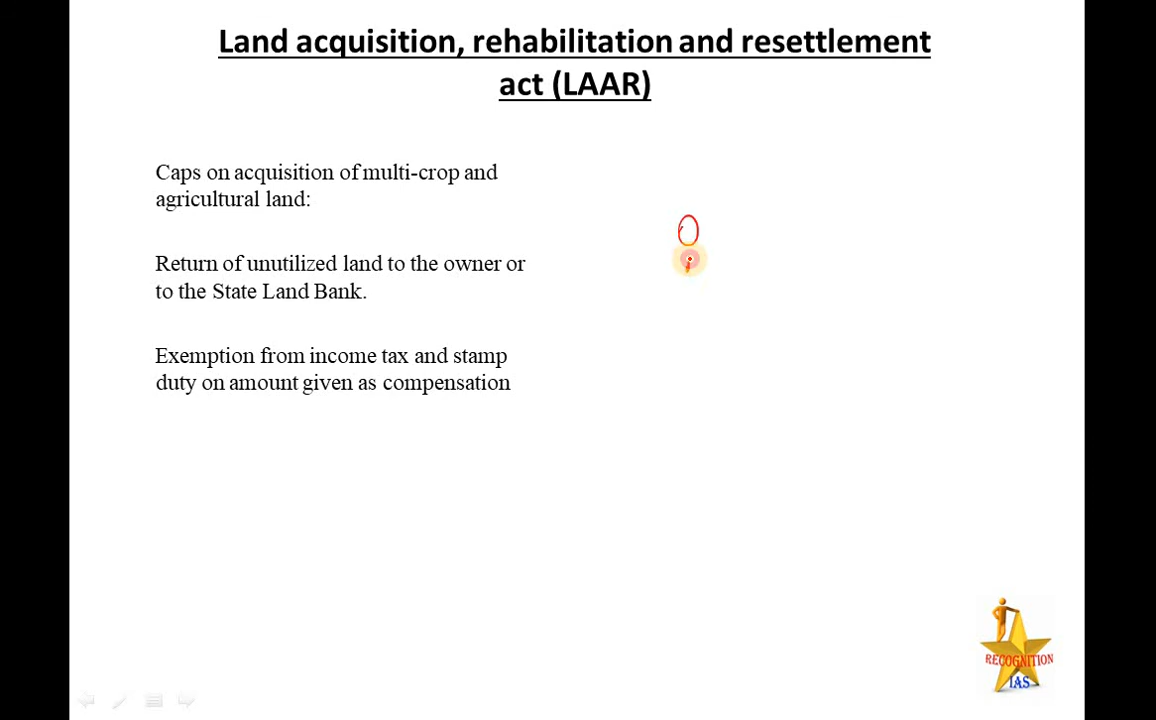 Land acquisition, rehabilitation and resettlement
act (LAAR)
Caps on acquisition of multi-crop and
agricultural land:
Return of unutilized land to the owner or
to the State Land Bank.
Exemption from income tax and stamp
duty on amount given as compensation
RECOGNITION
IAS